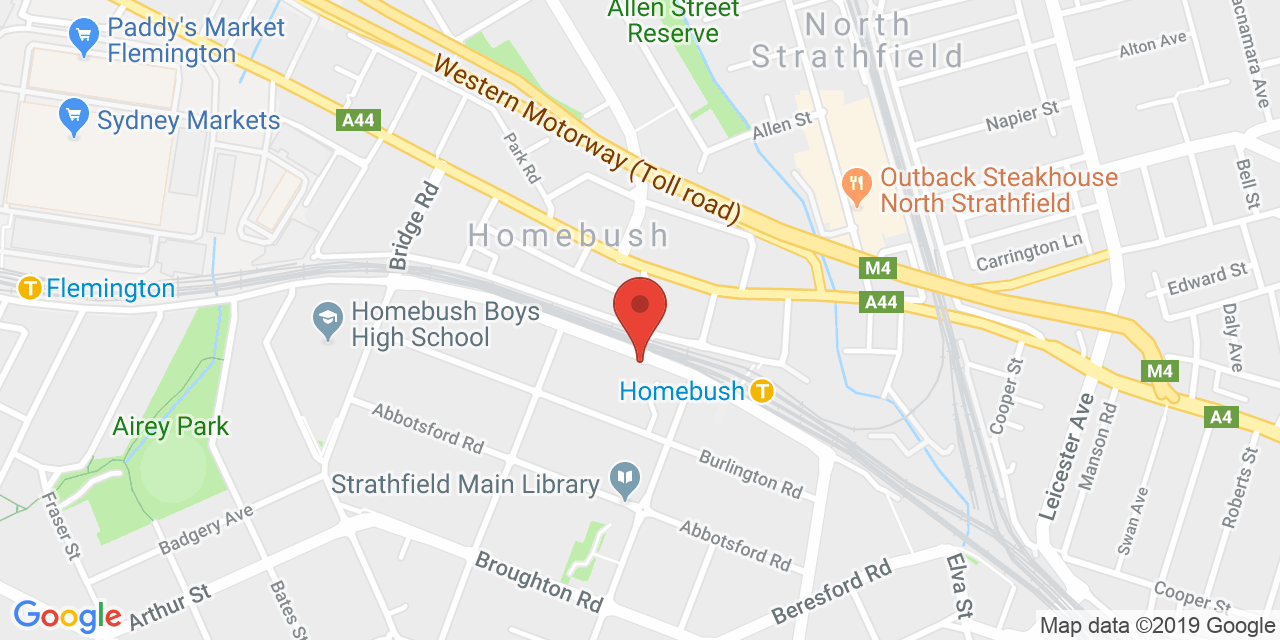 Paddy's Market
Flemington
Sydney Markets
A44
Western Motorway (Toll road)
Allen Street
Reserve
North
Strathfield
Alton Ave
Macnamara Ave
Napier St
Allen St
Park Rd
Outback Steakhouse
North Strathfield
Bell St
Bridge Rd
Homebush
Carrington Ln
M4
Edward St
Flemington
A44
Daly Ave
Homebush Boys
High School
Homebush
T
T
M4
Cooper St
A4
Airey Park
Abbotsford Rd
Leicester Ave
Manson Rd
Burlington Rd
Strathfield Main Library
Roberts St
Swan Ave
Fraser St
Badgery Ave
Abbotsford Rd
Arthur St
Bates St
Broughton Rd
Beresford Rd
Elva St
Cooper St
Google
Map data ©2019 Google